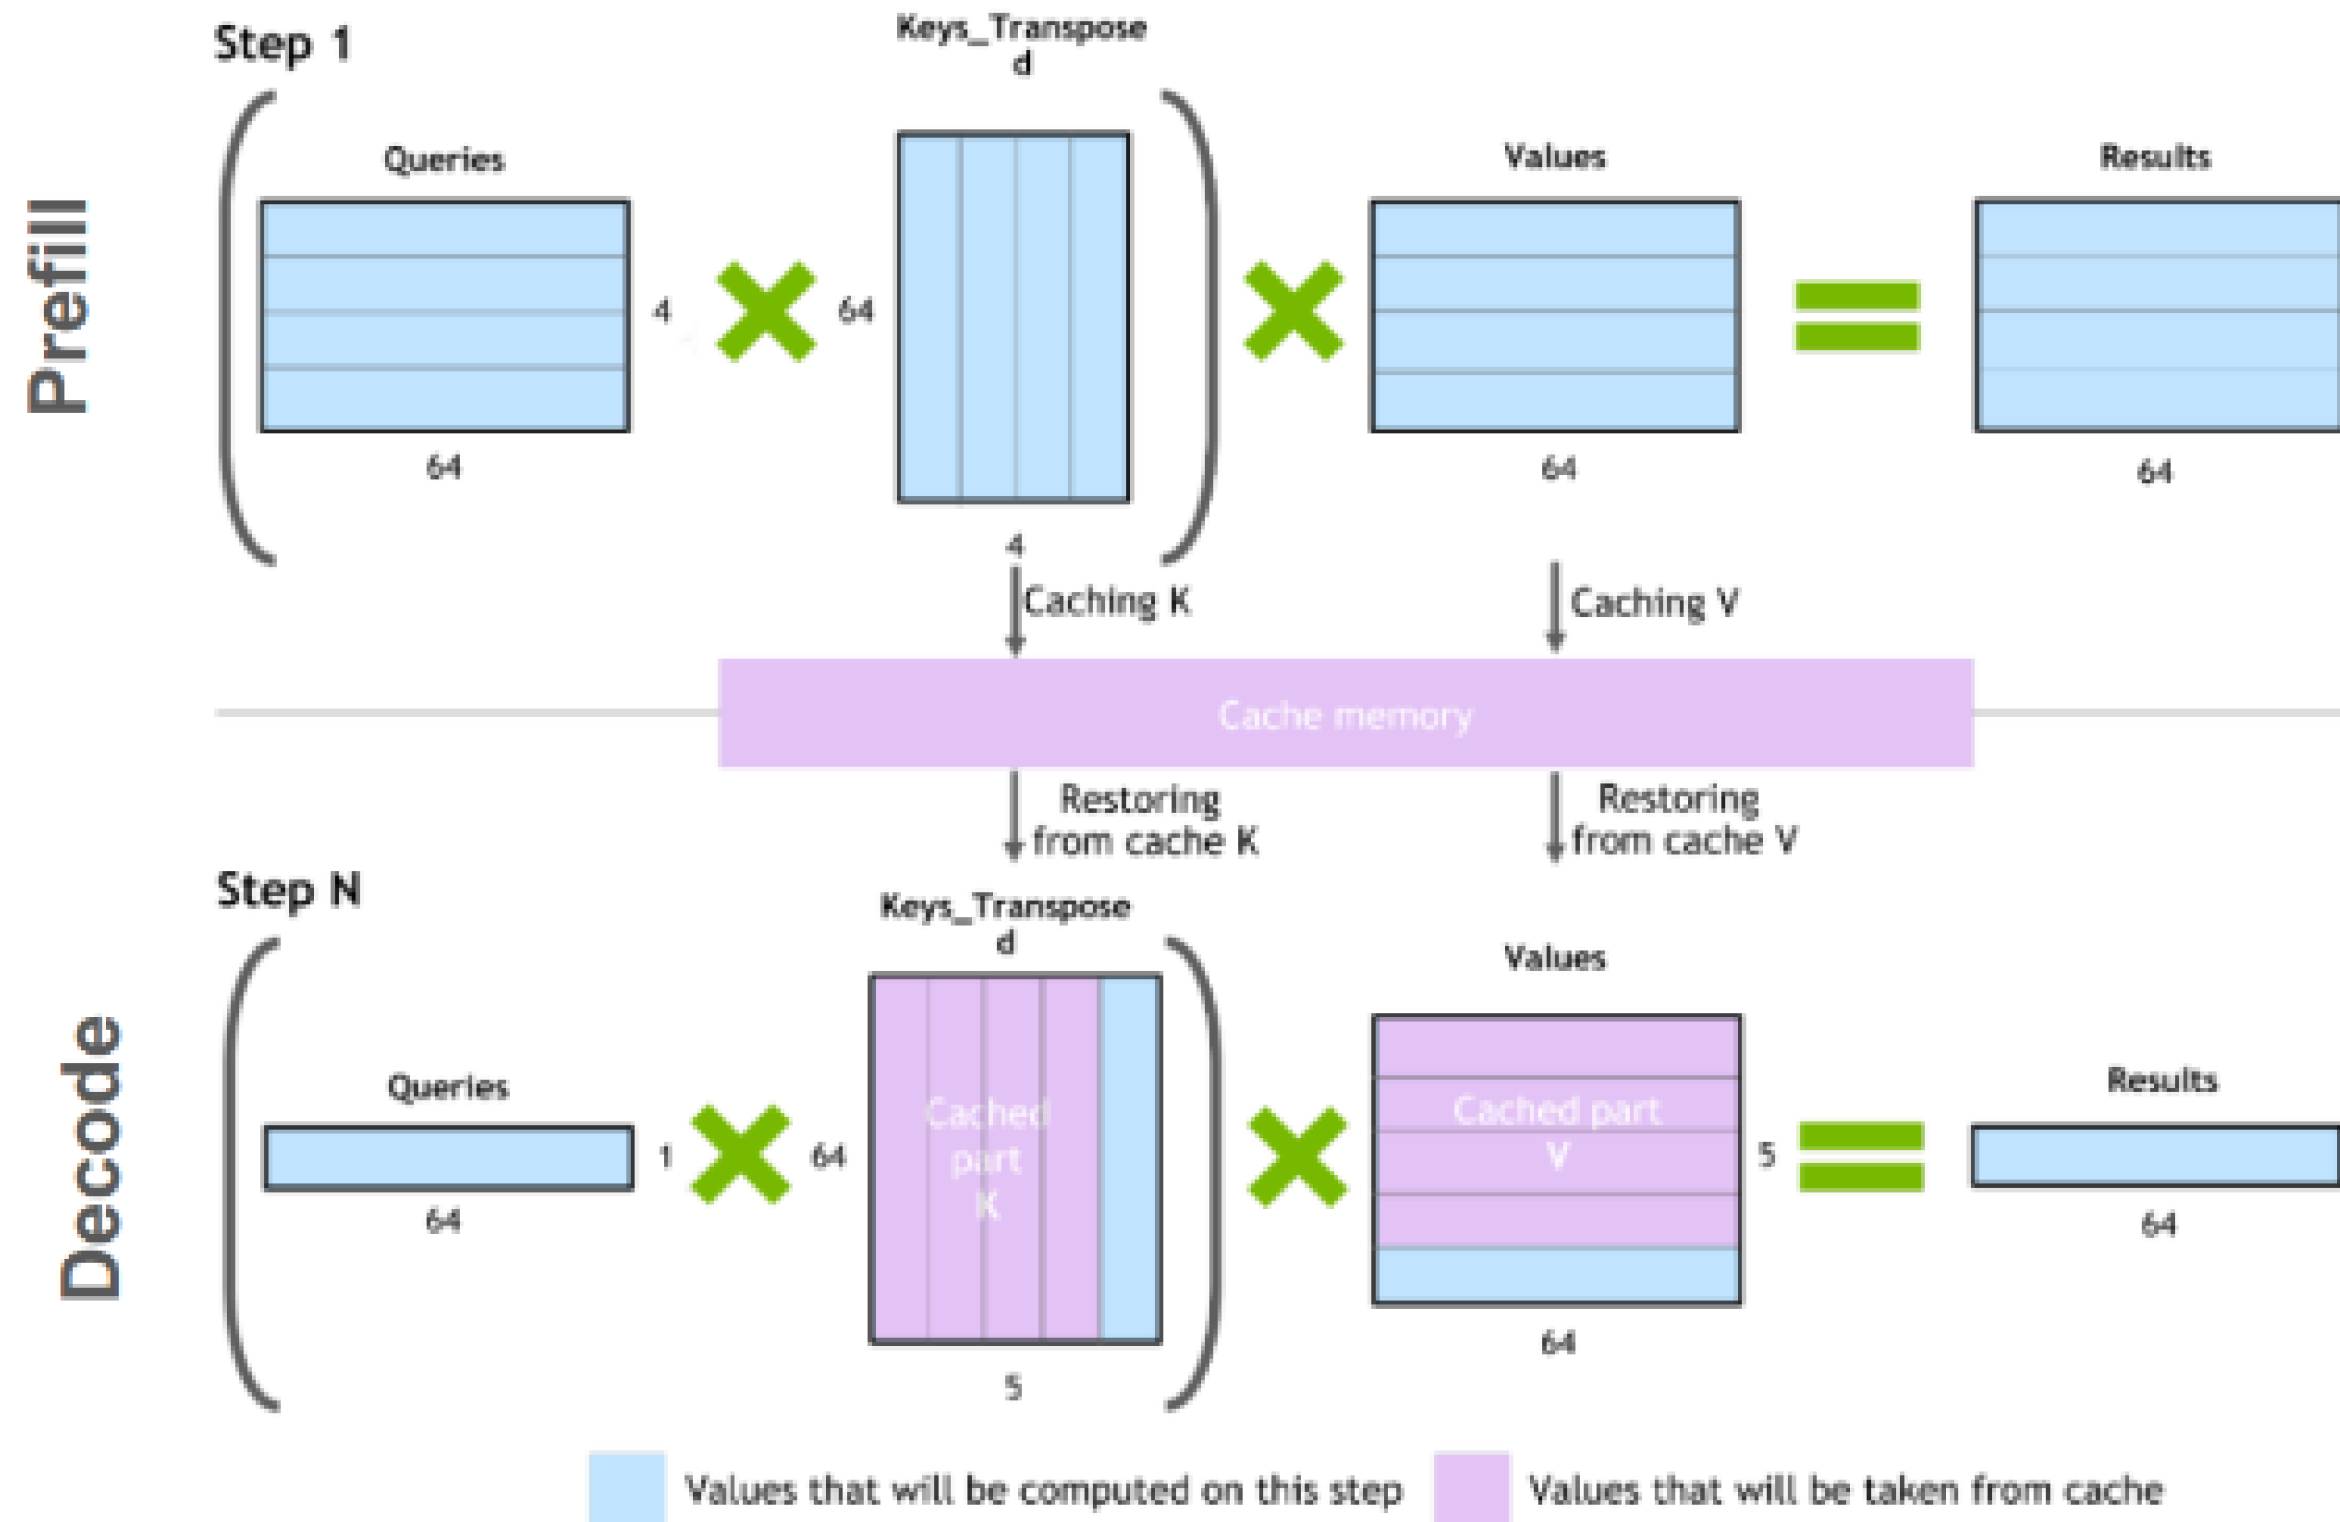 Prefill
Step 1
Keys_Transpose
d
Queries
Values
Results
4
64
64
64
64
4
Caching K
Caching V
Cache memory
Restoring
from cache K
Restoring
from cache V
Decode
Step N
Keys_Transpose
d
Queries
Values
Results
Cached
part
K
Cached part
V
1
64
5
64
64
64
5
Values that will be computed on this step
Values that will be taken from cache